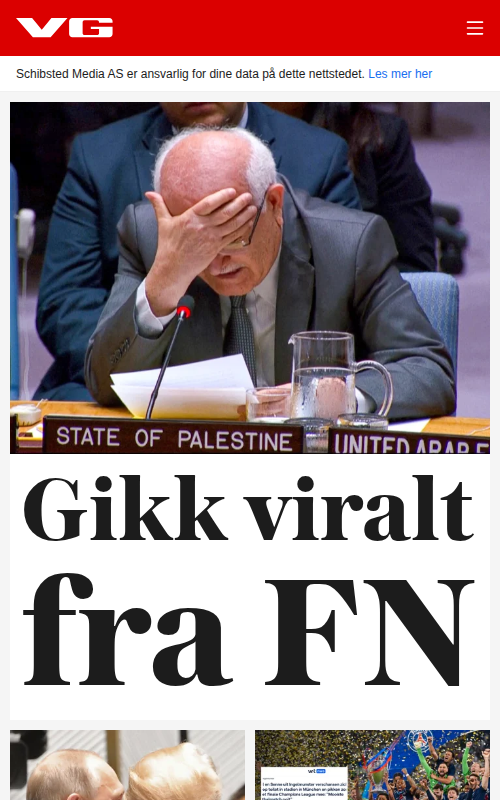 VG
Schibsted Media AS er ansvarlig for dine data på dette nettstedet. Les mer her
STATE OF PALESTINE
UNITED ARAB E
Gikk viralt
fra FN